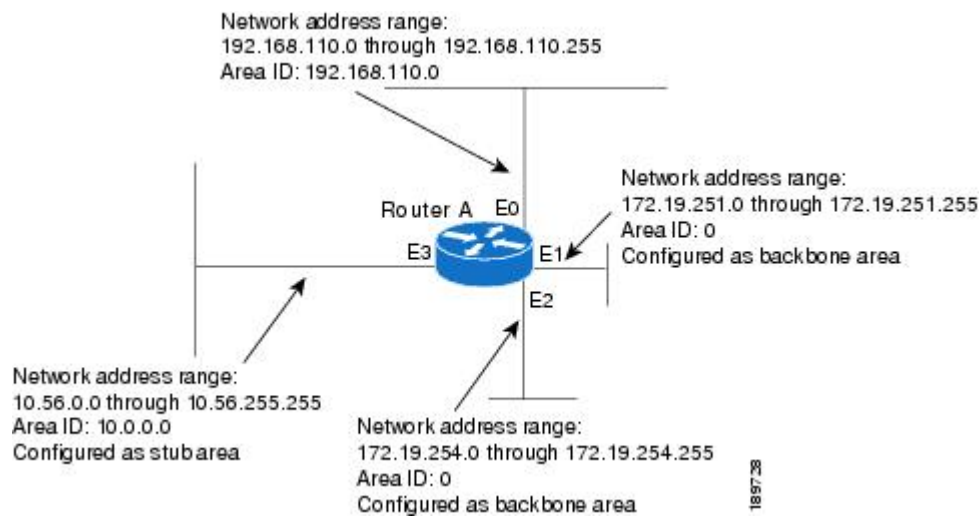 Network address range:
192.168.110.0 through 192.168.110.255
Area ID: 192.168.110.0
Network address range:
172.19.251.0 through 172.19.251.255
Area ID: 0
Configured as backbone area
Router A
E0
E3
E1
E2
Network address range:
10.56.0.0 through 10.56.255.255
Area ID: 10.0.0.0
Configured as stub area
Network address range:
172.19.254.0 through 172.19.254.255
Area ID: 0
Configured as backbone area
189728